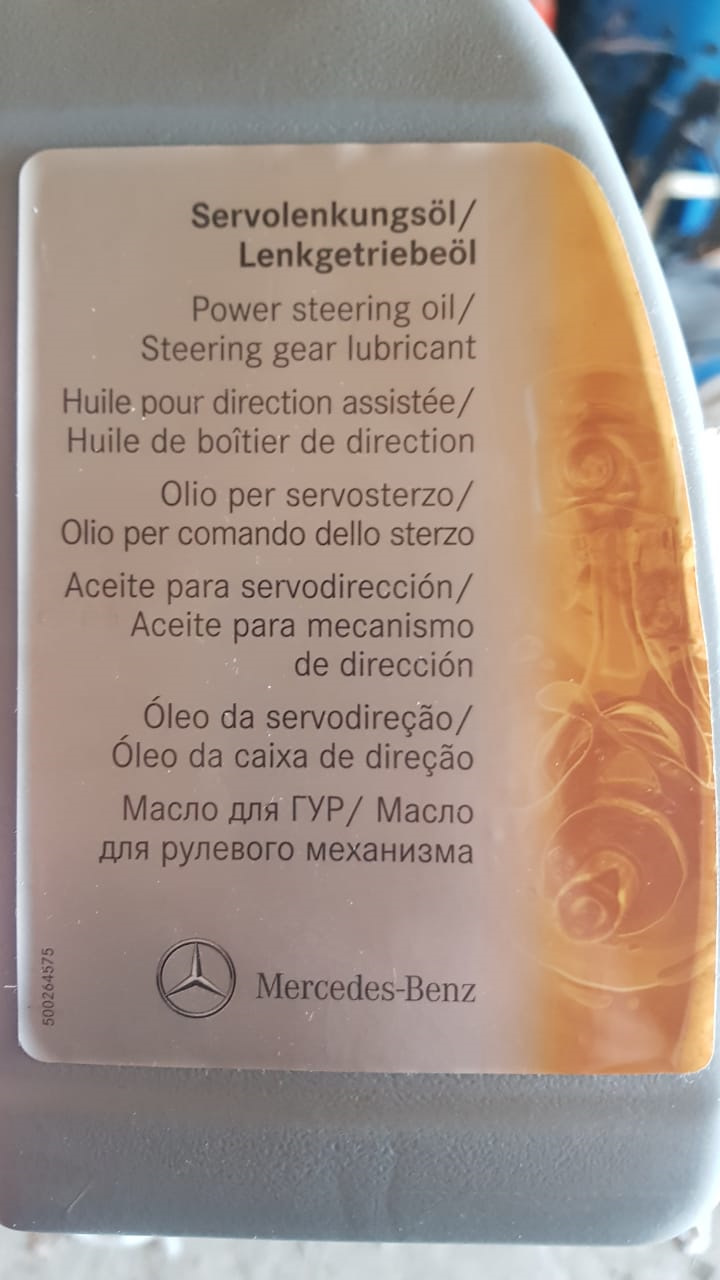 Servolenkungsöl/
Lenkgetriebeöl
Power steering oil/
Steering gear lubricant
Huile pour direction assistée/
Huile de boîtier de direction
Olio per servosterzo/
Olio per comando dello sterzo
Aceite para servodirección/
Aceite para mecanismo
de dirección
Óleo da servodireção/
Óleo da caixa de direção
Масло для ГУР/ Масло
для рулевого механизма
Mercedes-Benz
500264575